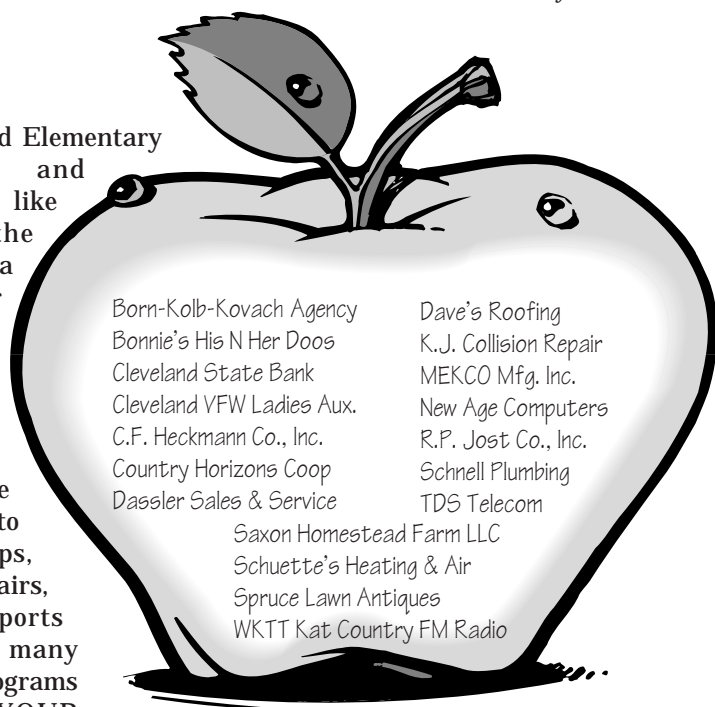 d Elementary
and
like
the
a
Born-Kolb-Kovach Agency
Bonnie's His N Her Doos
Cleveland State Bank
Cleveland VFW Ladies Aux.
C.F. Heckmann Co., Inc.
Country Horizons Coop
Dassler Sales & Service
Dave's Roofing
K.J. Collision Repair
MEKCO Mfg. Inc.
New Age Computers
R.P. Jost Co., Inc.
Schnell Plumbing
TDS Telecom
Saxon Homestead Farm LLC
Schuette's Heating & Air
Spruce Lawn Antiques
WKTT Kat Country FM Radio
e
to
ps,
airs,
ports
many
ograms
YOUR